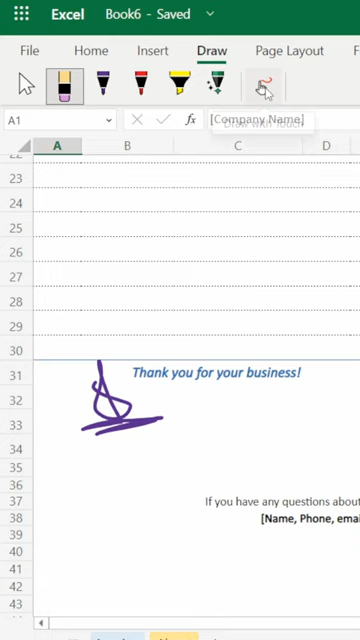 Excel Book6 - Saved
File Home Insert Draw Page Layout
A1 fx [Company Name]
Draw with Touch
A B C D
22
23
24
25
26
27
28
29
30
31 Thank you for your business!
32
33
34
35
36
37 If you have any questions about
38 [Name, Phone, emai
39
40
41
42
43